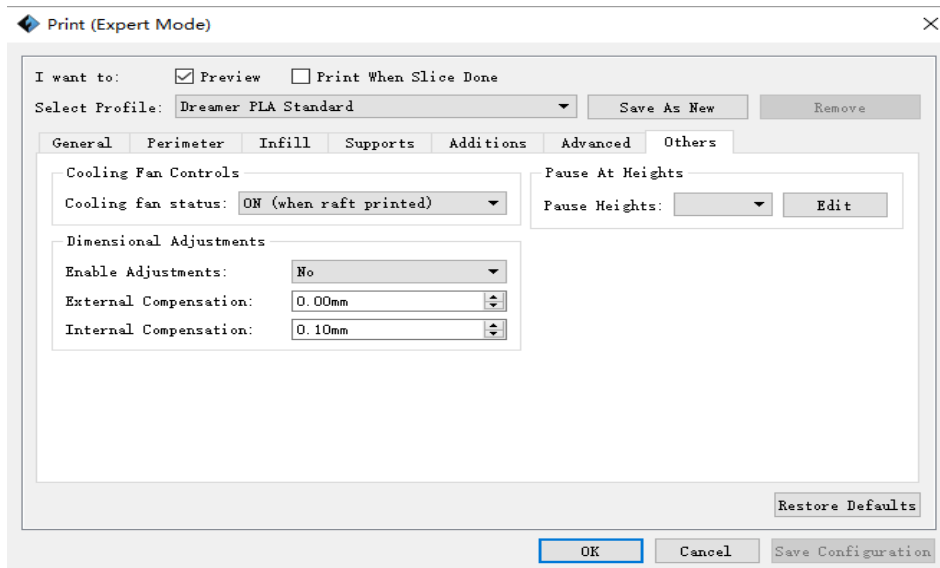 Print (Expert Mode)
I want to: Preview Print When Slice Done
Select Profile: Dreamer PLA Standard Save As New Remove
General Perimeter Infill Supports Additions Advanced Others
Cooling Fan Controls
Cooling fan status: ON (when raft printed)
Pause At Heights
Pause Heights: Edit
Dimensional Adjustments
Enable Adjustments: No
External Compensation: 0.00mm
Internal Compensation: 0.10mm
Restore Defaults
OK Cancel Save Configuration